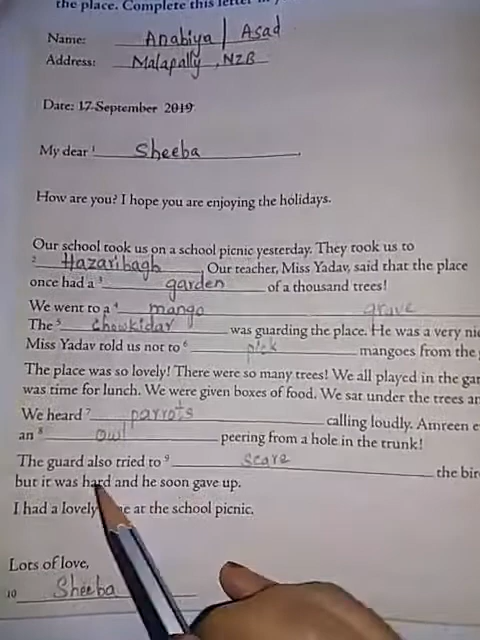 the place. Complete this letter in
Name: Anabiya / Asad
Address: Malapally, NZB
Date: 17 September 2019
My dear 1 Sheeba,
How are you? I hope you are enjoying the holidays.
Our school took us on a school picnic yesterday. They took us to
2 Hazaribagh. Our teacher, Miss Yadav, said that the place
once had a 3 garden of a thousand trees!
We went to a 4 mango grave
The 5 chowkidar was guarding the place. He was a very
Miss Yadav told us not to 6 pick mangoes from the
The place was so lovely! There were so many trees! We all played in the
was time for lunch. We were given boxes of food. We sat under the trees
We heard 7 parrots calling loudly. Amreen
an 8 owl peering from a hole in the trunk!
The guard also tried to 9 scare the
but it was hard and he soon gave up.
I had a lovely at the school picnic.
Lots of love,
10 Sheeba